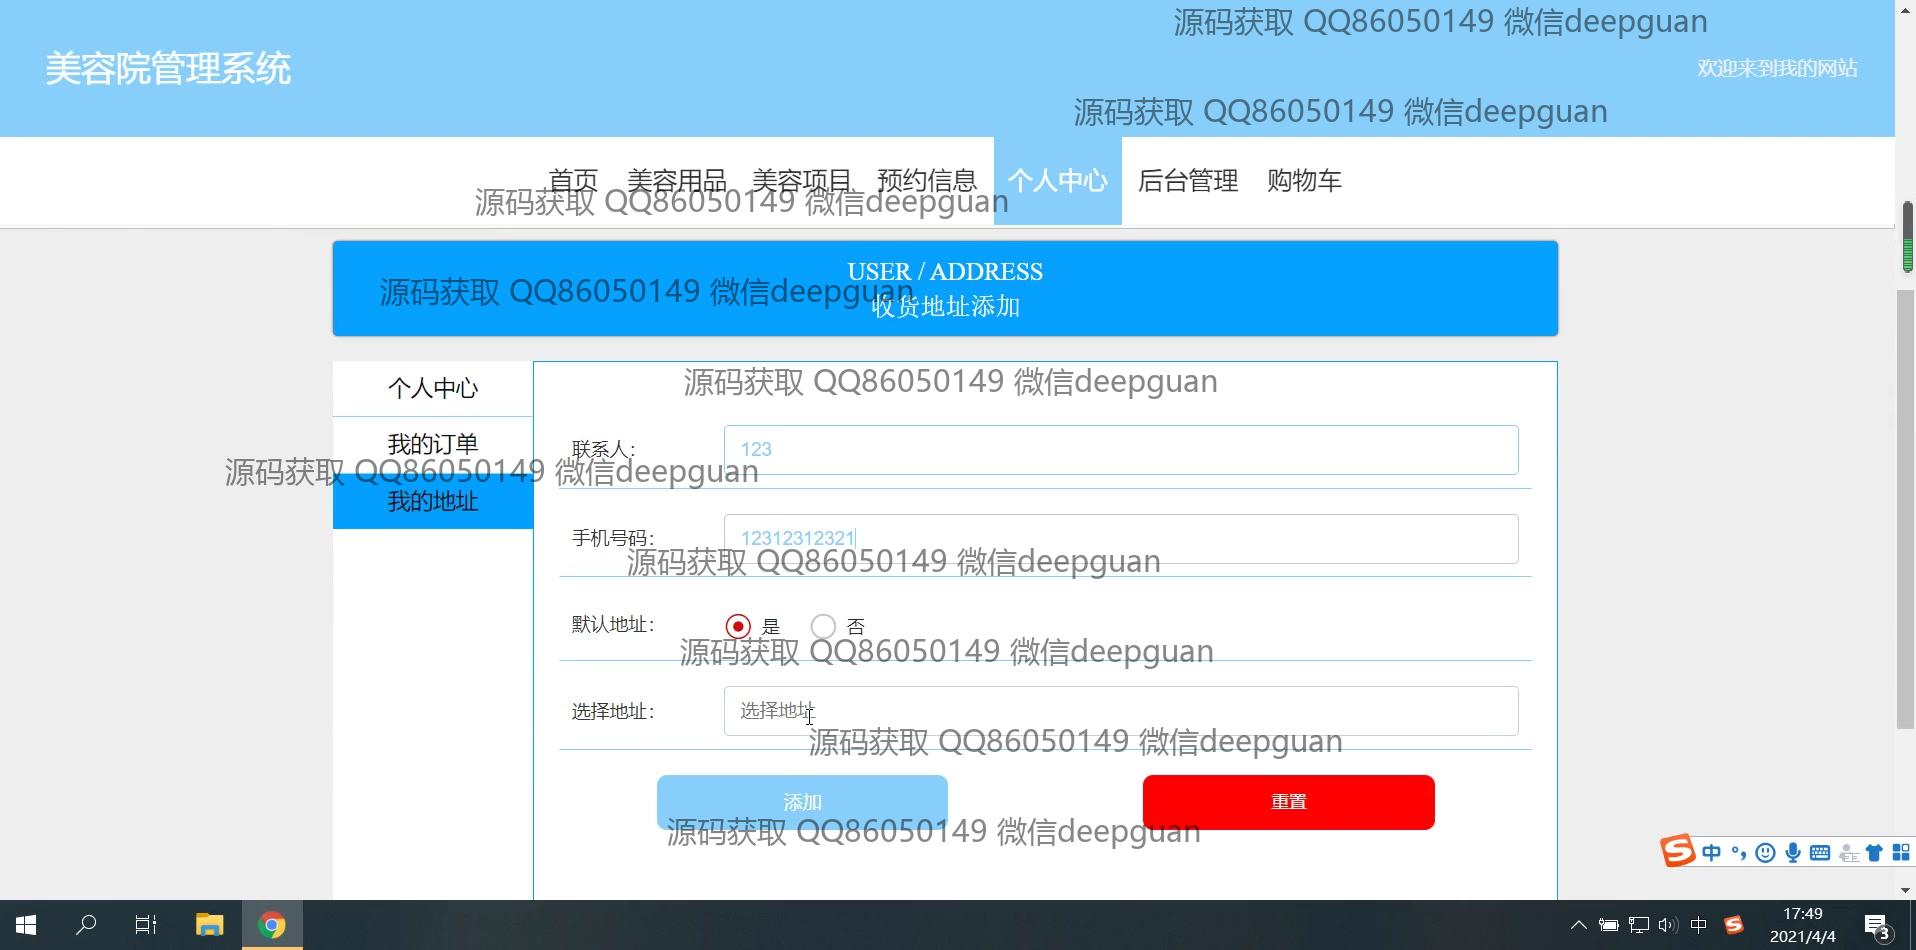 源码获取 QQ86050149 微信deepguan
美容院管理系统
欢迎来到我的网站
源码获取 QQ86050149 微信deepguan
首页 美容用品 美容项目 预约信息 个人中心 后台管理 购物车
源码获取 QQ86050149 微信deepguan
USER / ADDRESS
源码获取 QQ86050149 微信deepguan
收货地址添加
个人中心
源码获取 QQ86050149 微信deepguan
我的订单
联系人: 123
源码获取 QQ86050149 微信deepguan
我的地址
手机号码: 12312312321
源码获取 QQ86050149 微信deepguan
默认地址: 是 否
源码获取 QQ86050149 微信deepguan
选择地址: 选择地址
源码获取 QQ86050149 微信deepguan
添加 重置
源码获取 QQ86050149 微信deepguan
S 中
中 S
17:49
2021/4/4
3